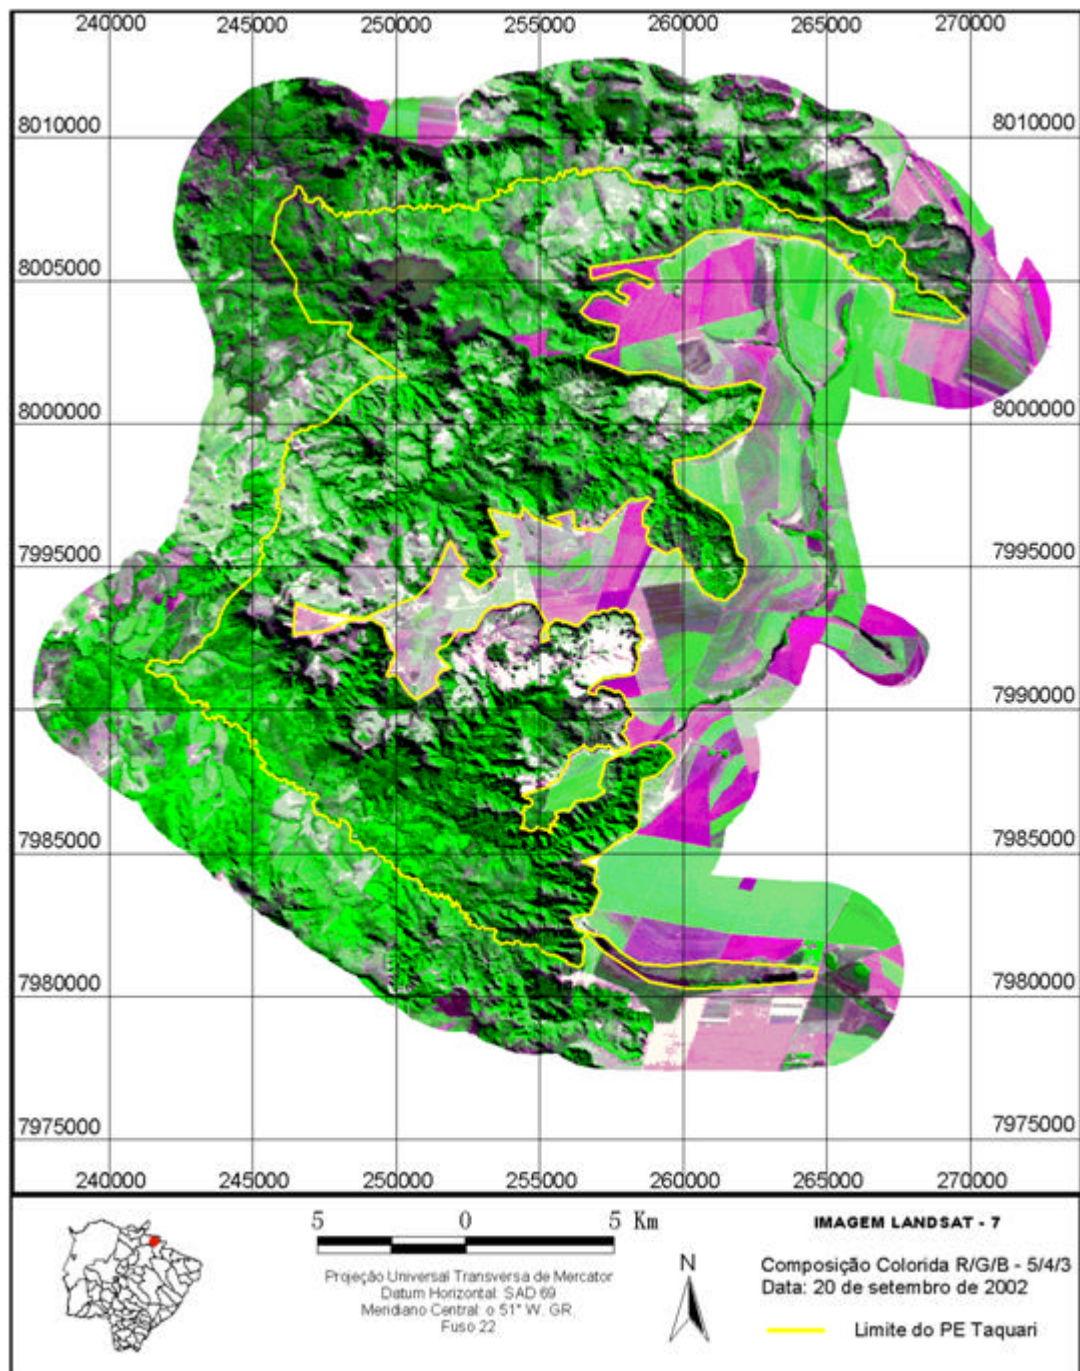 240000 245000 250000 255000 260000 265000 270000
8010000 8010000
8005000 8005000
8000000 8000000
7995000 7995000
7990000 7990000
7985000 7985000
7980000 7980000
7975000 7975000
240000 245000 250000 255000 260000 265000 270000
5 0 5 Km
Projeção Universal Transversa de Mercator
Datum Horizontal: SAD 69
Meridiano Central: o 51° W. GR.
Fuso 22
N
IMAGEM LANDSAT - 7
Composição Colorida R/G/B - 5/4/3
Data: 20 de setembro de 2002
Limite do PE Taquari